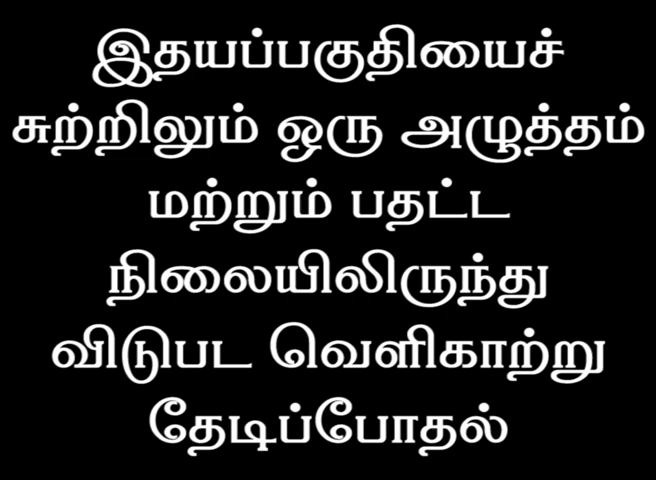 இதயப்பகுதியைச்
சுற்றிலும் ஒரு அழுத்தம்
மற்றும் பதட்ட
நிலையிலிருந்து
விடுபட வெளிகாற்று
தேடிப்போதல்